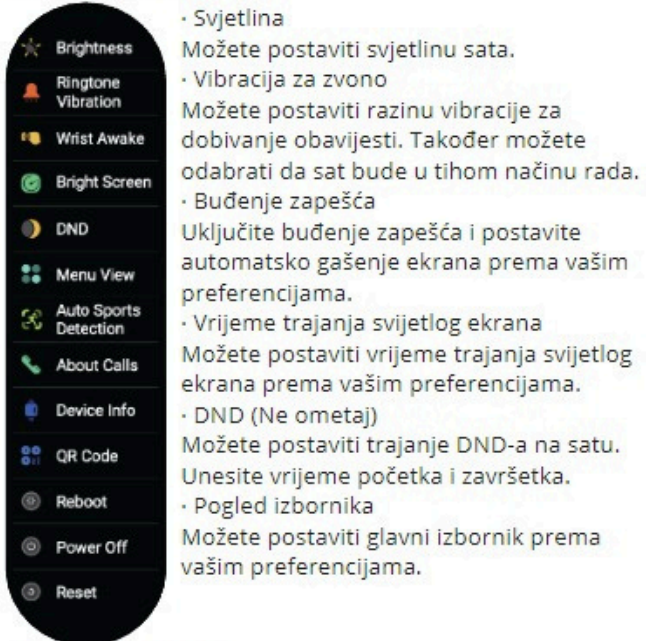 Brightness
Ringtone
Vibration
Wrist Awake
Bright Screen
DND
Menu View
Auto Sports
Detection
About Calls
Device Info
QR Code
Reboot
Power Off
Reset
· Svjetlina
Možete postaviti svjetlinu sata.
· Vibracija za zvono
Možete postaviti razinu vibracije za
dobivanje obavijesti. Također možete
odabrati da sat bude u tihom načinu rada.
· Buđenje zapešća
Uključite buđenje zapešća i postavite
automatsko gašenje ekrana prema vašim
preferencijama.
· Vrijeme trajanja svijetlog ekrana
Možete postaviti vrijeme trajanja svijetlog
ekrana prema vašim preferencijama.
· DND (Ne ometaj)
Možete postaviti trajanje DND-a na satu.
Unesite vrijeme početka i završetka.
· Pogled izbornika
Možete postaviti glavni izbornik prema
vašim preferencijama.